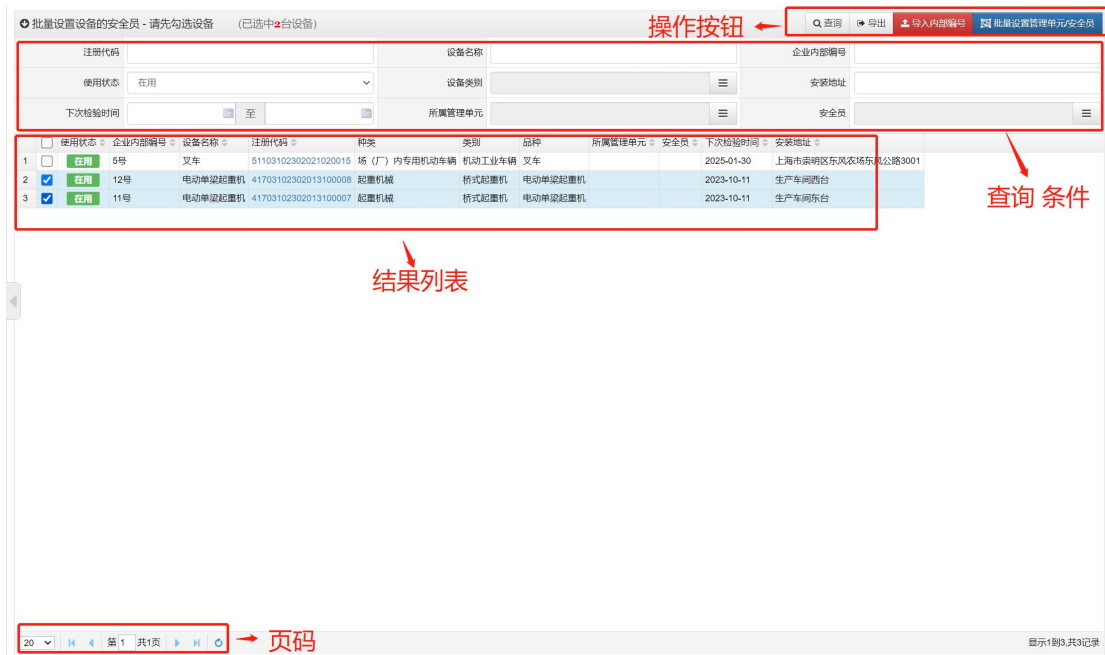 批量设置设备的安全员 - 请先勾选设备 (已选中2台设备) 操作按钮 查询 导出 导入内部编号 批量设置管理单元/安全员
注册代码 设备名称 企业内部编号
使用状态 在用 设备类别 安装地址
下次检验时间 至 所属管理单元 安全员
使用状态 企业内部编号 设备名称 注册代码 种类 类别 品种 所属管理单元 安全员 下次检验时间 安装地址
1 在用 5号 叉车 51103102302021020015 场（厂）内专用机动车辆 机动工业车辆 叉车 2025-01-30 上海市崇明区东风农场东风公路3001
2 在用 12号 电动单梁起重机 41703102302013100008 起重机械 桥式起重机 电动单梁起重机 2023-10-11 生产车间西台
3 在用 11号 电动单梁起重机 41703102302013100007 起重机械 桥式起重机 电动单梁起重机 2023-10-11 生产车间东台
查询 条件
结果列表
20 第 1 共1页 页码 显示1到3,共3记录